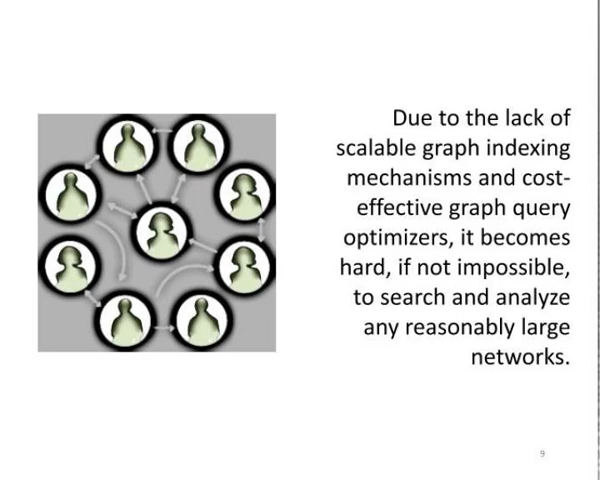 Due to the lack of
scalable graph indexing
mechanisms and cost-
effective graph query
optimizers, it becomes
hard, if not impossible,
to search and analyze
any reasonably large
networks.
9